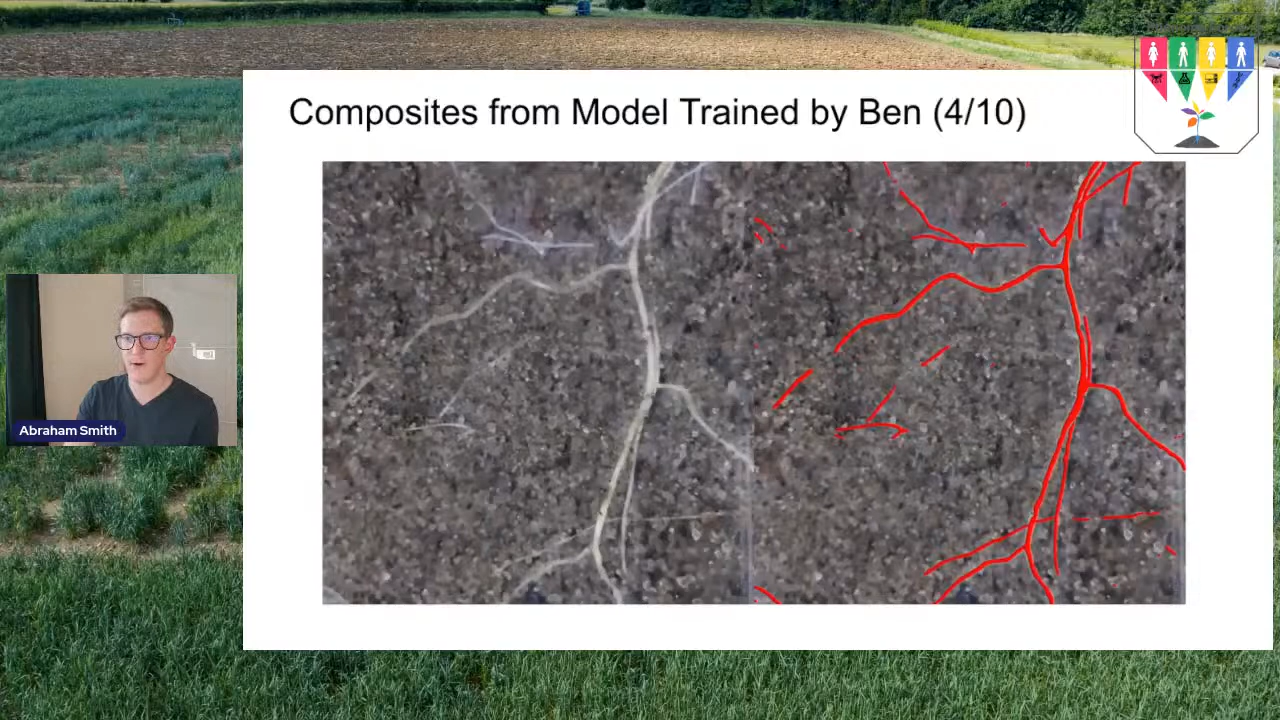 Composites from Model Trained by Ben (4/10)
Abraham Smith